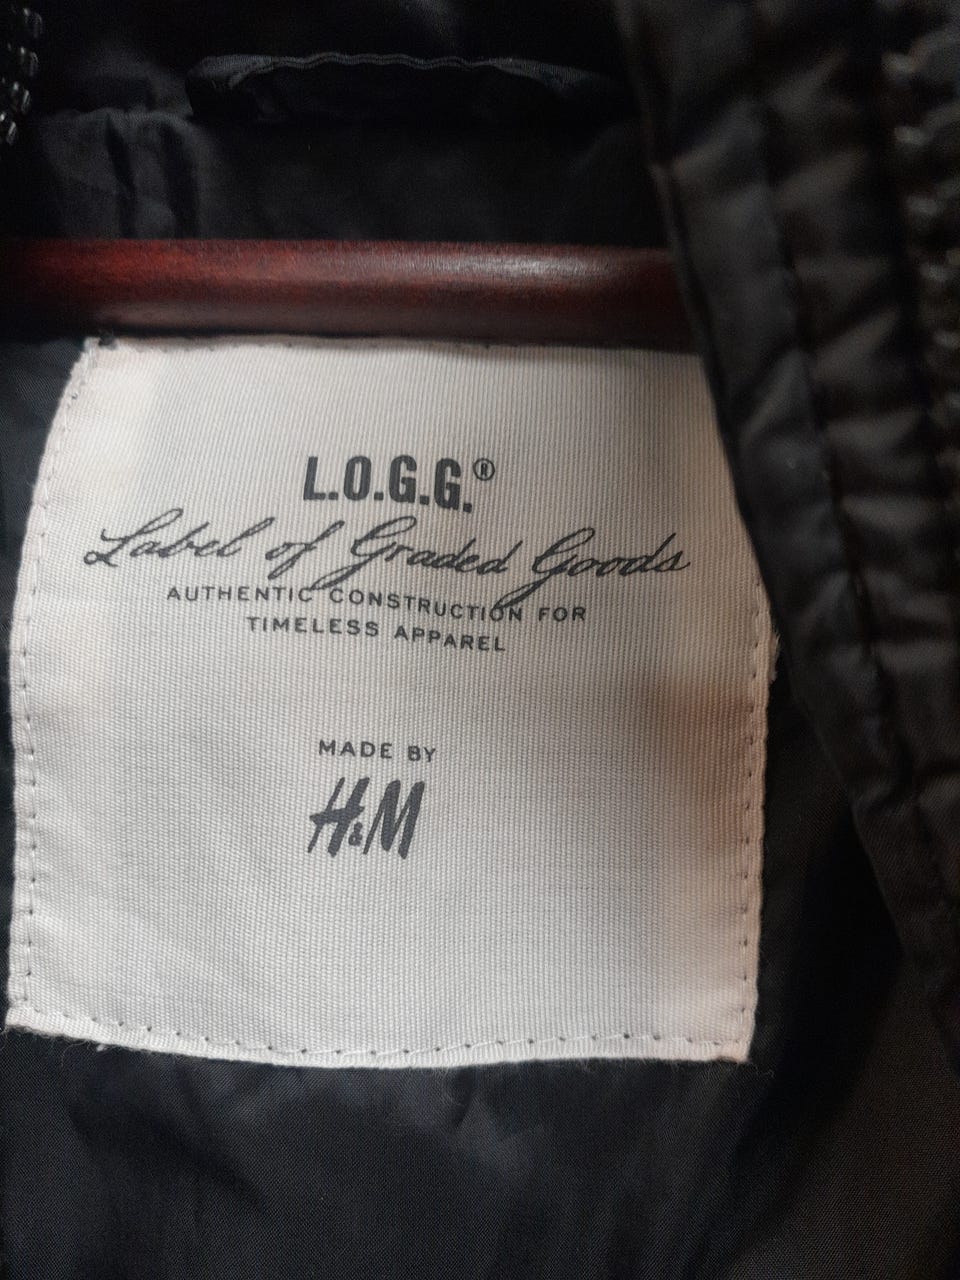 L.O.G.G.®
Label of Graded Goods
AUTHENTIC CONSTRUCTION FOR
TIMELESS APPAREL
MADE BY
H&M